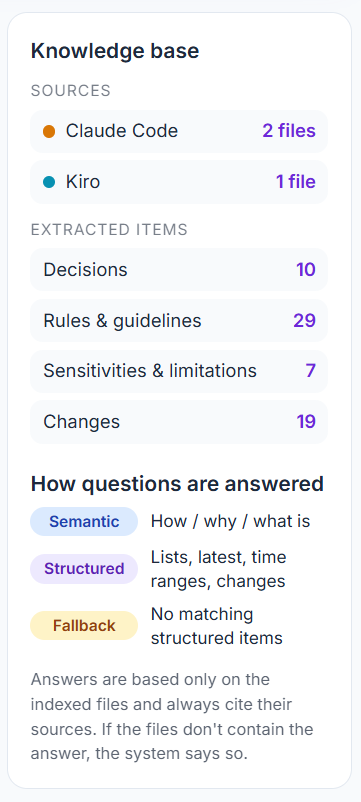 Knowledge base
SOURCES
Claude Code 2 files
Kiro 1 file
EXTRACTED ITEMS
Decisions 10
Rules & guidelines 29
Sensitivities & limitations 7
Changes 19
How questions are answered
Semantic How / why / what is
Structured Lists, latest, time
ranges, changes
Fallback No matching
structured items
Answers are based only on the
indexed files and always cite their
sources. If the files don't contain the
answer, the system says so.